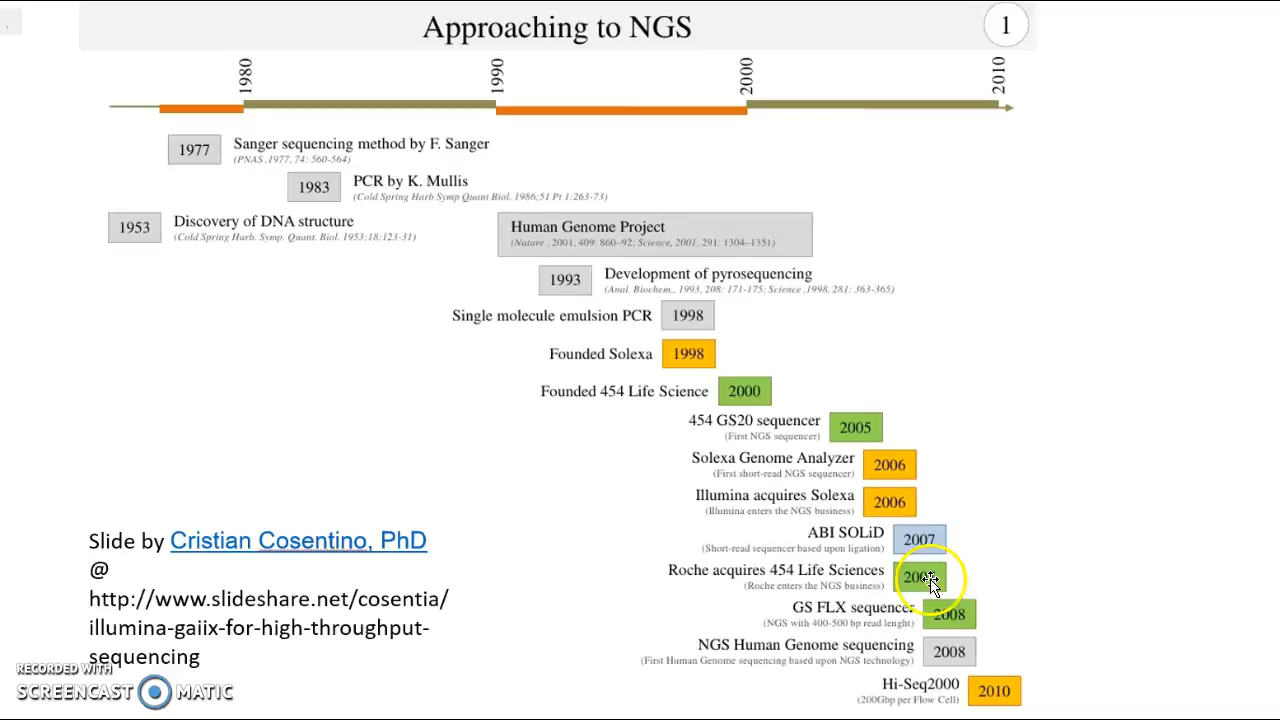 Approaching to NGS
1
1980
1990
2000
2010
1977
Sanger sequencing method by F. Sanger
(PNAS ,1977, 74: 560-564)
1983
PCR by K. Mullis
(Cold Spring Harb Symp Quant Biol. 1986;51 Pt 1:263-73)
1953
Discovery of DNA structure
(Cold Spring Harb. Symp. Quant. Biol. 1953;18:123-31)
Human Genome Project
(Nature , 2001, 409: 860–92; Science, 2001, 291: 1304–1351)
1993
Development of pyrosequencing
(Anal. Biochem., 1993, 208: 171-175; Science ,1998, 281: 363-365)
Single molecule emulsion PCR
1998
Founded Solexa
1998
Founded 454 Life Science
2000
454 GS20 sequencer
(First NGS sequencer)
2005
Solexa Genome Analyzer
(First short-read NGS sequencer)
2006
Illumina acquires Solexa
(Illumina enters the NGS business)
2006
ABI SOLiD
(Short-read sequencer based upon ligation)
2007
Roche acquires 454 Life Sciences
(Roche enters the NGS business)
GS FLX sequencer
(NGS with 400-500 bp read lenght)
2008
NGS Human Genome sequencing
(First Human Genome sequencing based upon NGS technology)
2008
Hi-Seq2000
(200Gbp per Flow Cell)
2010
Slide by Cristian Cosentino, PhD
@
http://www.slideshare.net/cosentia/
illumina-gaiix-for-high-throughput-
sequencing
RECORDED WITH
SCREENCAST MATIC